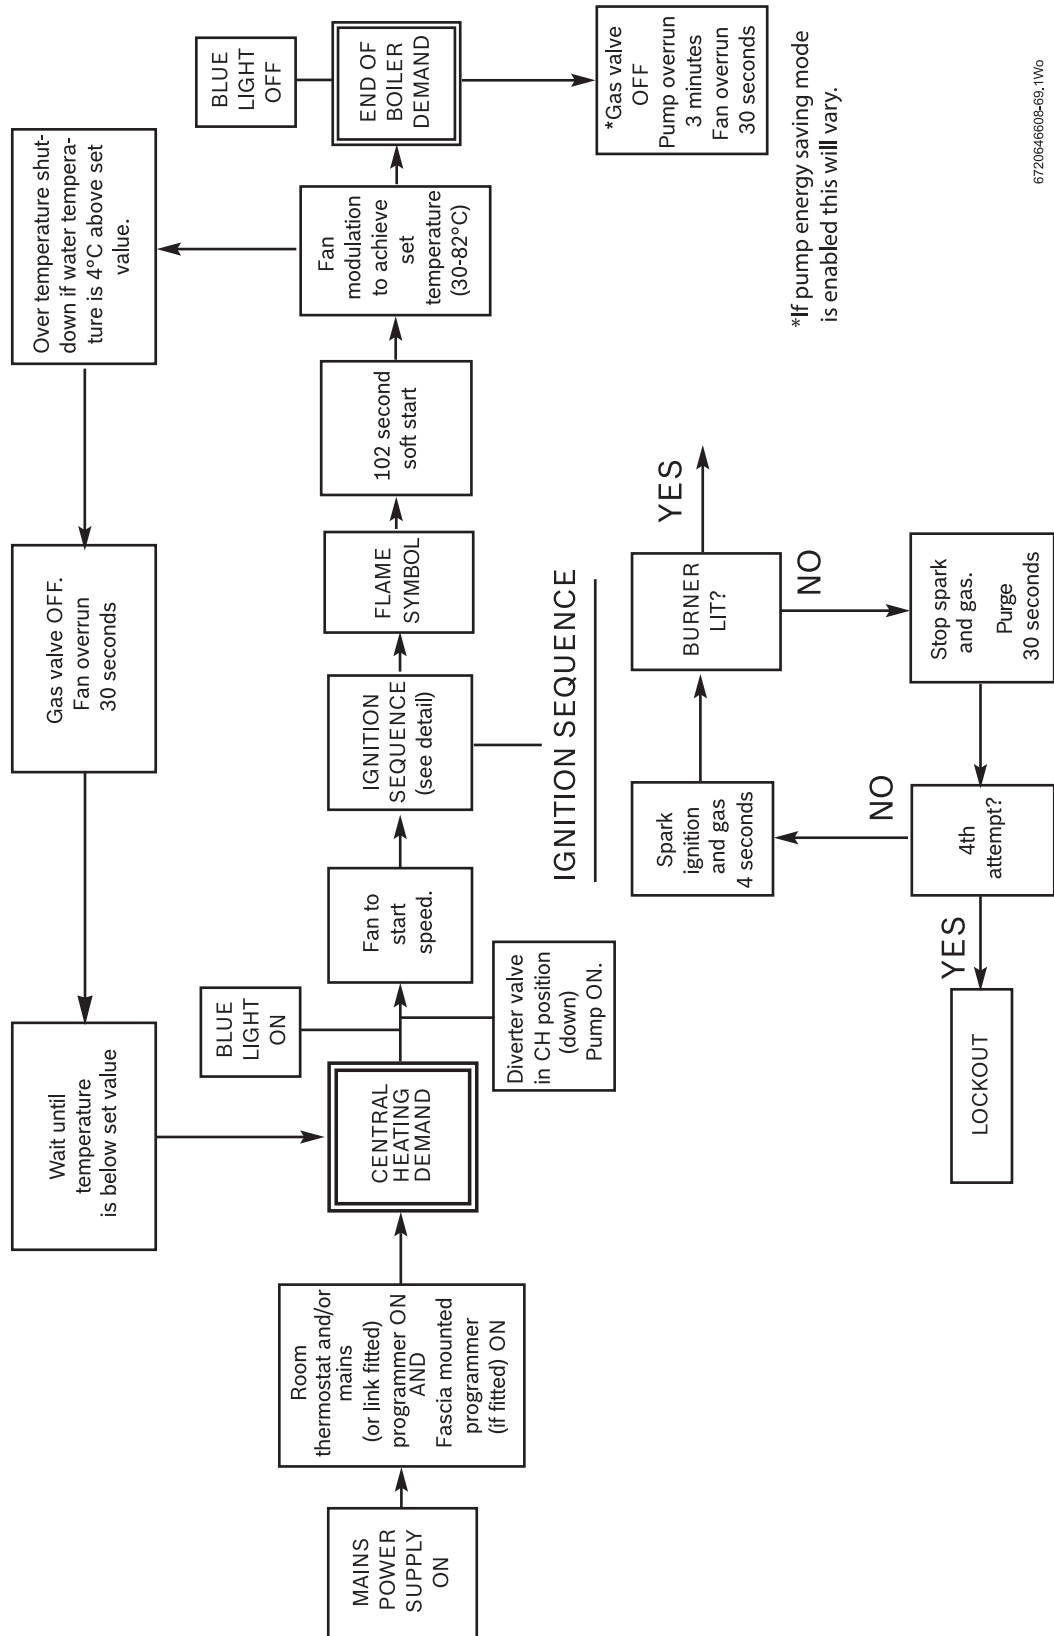 Wait until
temperature
is below set value
Gas valve OFF.
Fan overrun
30 seconds
Over temperature shut-
down if water tempera-
ture is 4°C above set
value.
BLUE
LIGHT
ON
BLUE
LIGHT
OFF
MAINS
POWER
SUPPLY
ON
Room
thermostat and/or
mains
(or link fitted)
programmer ON
AND
Fascia mounted
programmer
(if fitted) ON
CENTRAL
HEATING
DEMAND
Fan to
start
speed.
IGNITION
SEQUENCE
(see detail)
FLAME
SYMBOL
102 second
soft start
Fan
modulation
to achieve
set
temperature
(30-82°C)
END OF
BOILER
DEMAND
Diverter valve
in CH position
(down)
Pump ON.
*Gas valve
OFF
Pump overrun
3 minutes
Fan overrun
30 seconds
IGNITION SEQUENCE
Spark
ignition
and gas
4 seconds
BURNER
LIT?
YES
NO
Stop spark
and gas.
Purge
30 seconds
4th
attempt?
NO
YES
LOCKOUT
*If pump energy saving mode
is enabled this will vary.
6720646608-69.1Wo